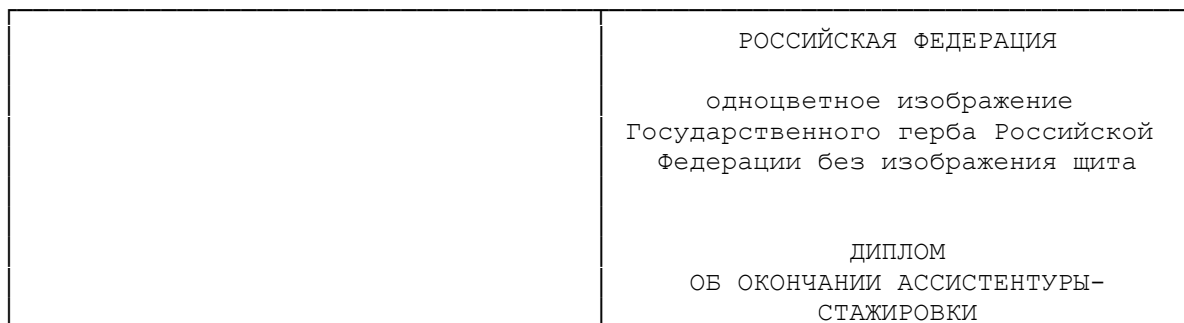 РОССИЙСКАЯ ФЕДЕРАЦИЯ
одноцветное изображение
Государственного герба Российской
Федерации без изображения щита
ДИПЛОМ
ОБ ОКОНЧАНИИ АССИСТЕНТУРЫ-
СТАЖИРОВКИ